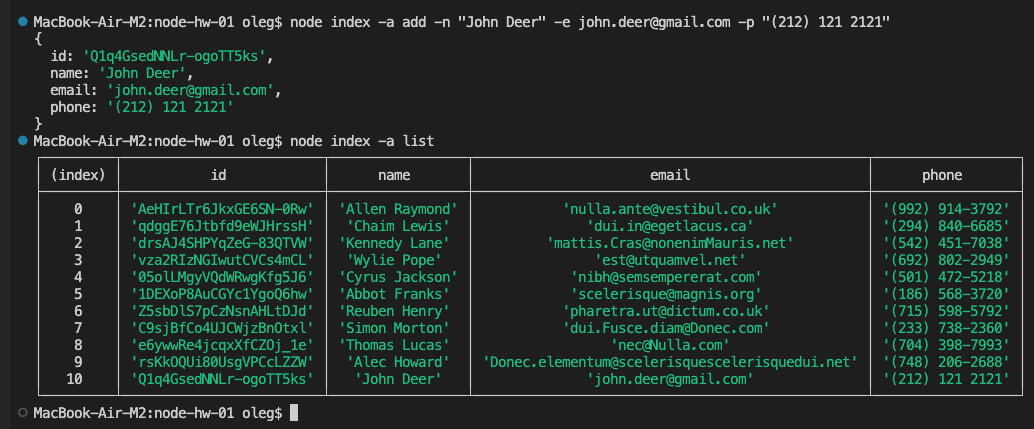 MacBook-Air-M2:node-hw-01 oleg$ node index -a add -n "John Deer" -e john.deer@gmail.com -p "(212) 121 2121"
{
id: 'Q1q4GsedNNLr-ogoTT5ks',
name: 'John Deer',
email: 'john.deer@gmail.com',
phone: '(212) 121 2121'
}
MacBook-Air-M2:node-hw-01 oleg$ node index -a list
(index) id name email phone
0 'AeHIrLTr6JkxGE6SN-0Rw' 'Allen Raymond' 'nulla.ante@vestibul.co.uk' '(992) 914-3792'
1 'qdggE76Jtbfd9eWJHrssH' 'Chaim Lewis' 'dui.in@egetlacus.ca' '(294) 840-6685'
2 'drsAJ4SHPYqZeG-83QTVW' 'Kennedy Lane' 'mattis.Cras@nonenimMauris.net' '(542) 451-7038'
3 'vza2RIzNGIwutCVCs4mCL' 'Wylie Pope' 'est@utquamvel.net' '(692) 802-2949'
4 '05olLMgyVQdWRwgKfg5J6' 'Cyrus Jackson' 'nibh@semsempererat.com' '(501) 472-5218'
5 '1DEXoP8AuCGYc1YgoQ6hw' 'Abbot Franks' 'scelerisque@magnis.org' '(186) 568-3720'
6 'Z5sbDlS7pCzNsnAHLtDJd' 'Reuben Henry' 'pharetra.ut@dictum.co.uk' '(715) 598-5792'
7 'C9sjBfCo4UJCWjzBnOtxl' 'Simon Morton' 'dui.Fusce.diam@Donec.com' '(233) 738-2360'
8 'e6ywwRe4jcqxXfCZOj_1e' 'Thomas Lucas' 'nec@Nulla.com' '(704) 398-7993'
9 'rsKkOQUi80UsgVPCcLZZW' 'Alec Howard' 'Donec.elementum@scelerisquescelerisquedui.net' '(748) 206-2688'
10 'Q1q4GsedNNLr-ogoTT5ks' 'John Deer' 'john.deer@gmail.com' '(212) 121 2121'
MacBook-Air-M2:node-hw-01 oleg$